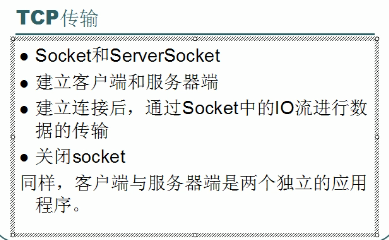 TCP传输
● Socket和ServerSocket
● 建立客户端和服务器端
● 建立连接后，通过Socket中的IO流进行数
据的传输
● 关闭socket
同样，客户端与服务器端是两个独立的应用
程序。